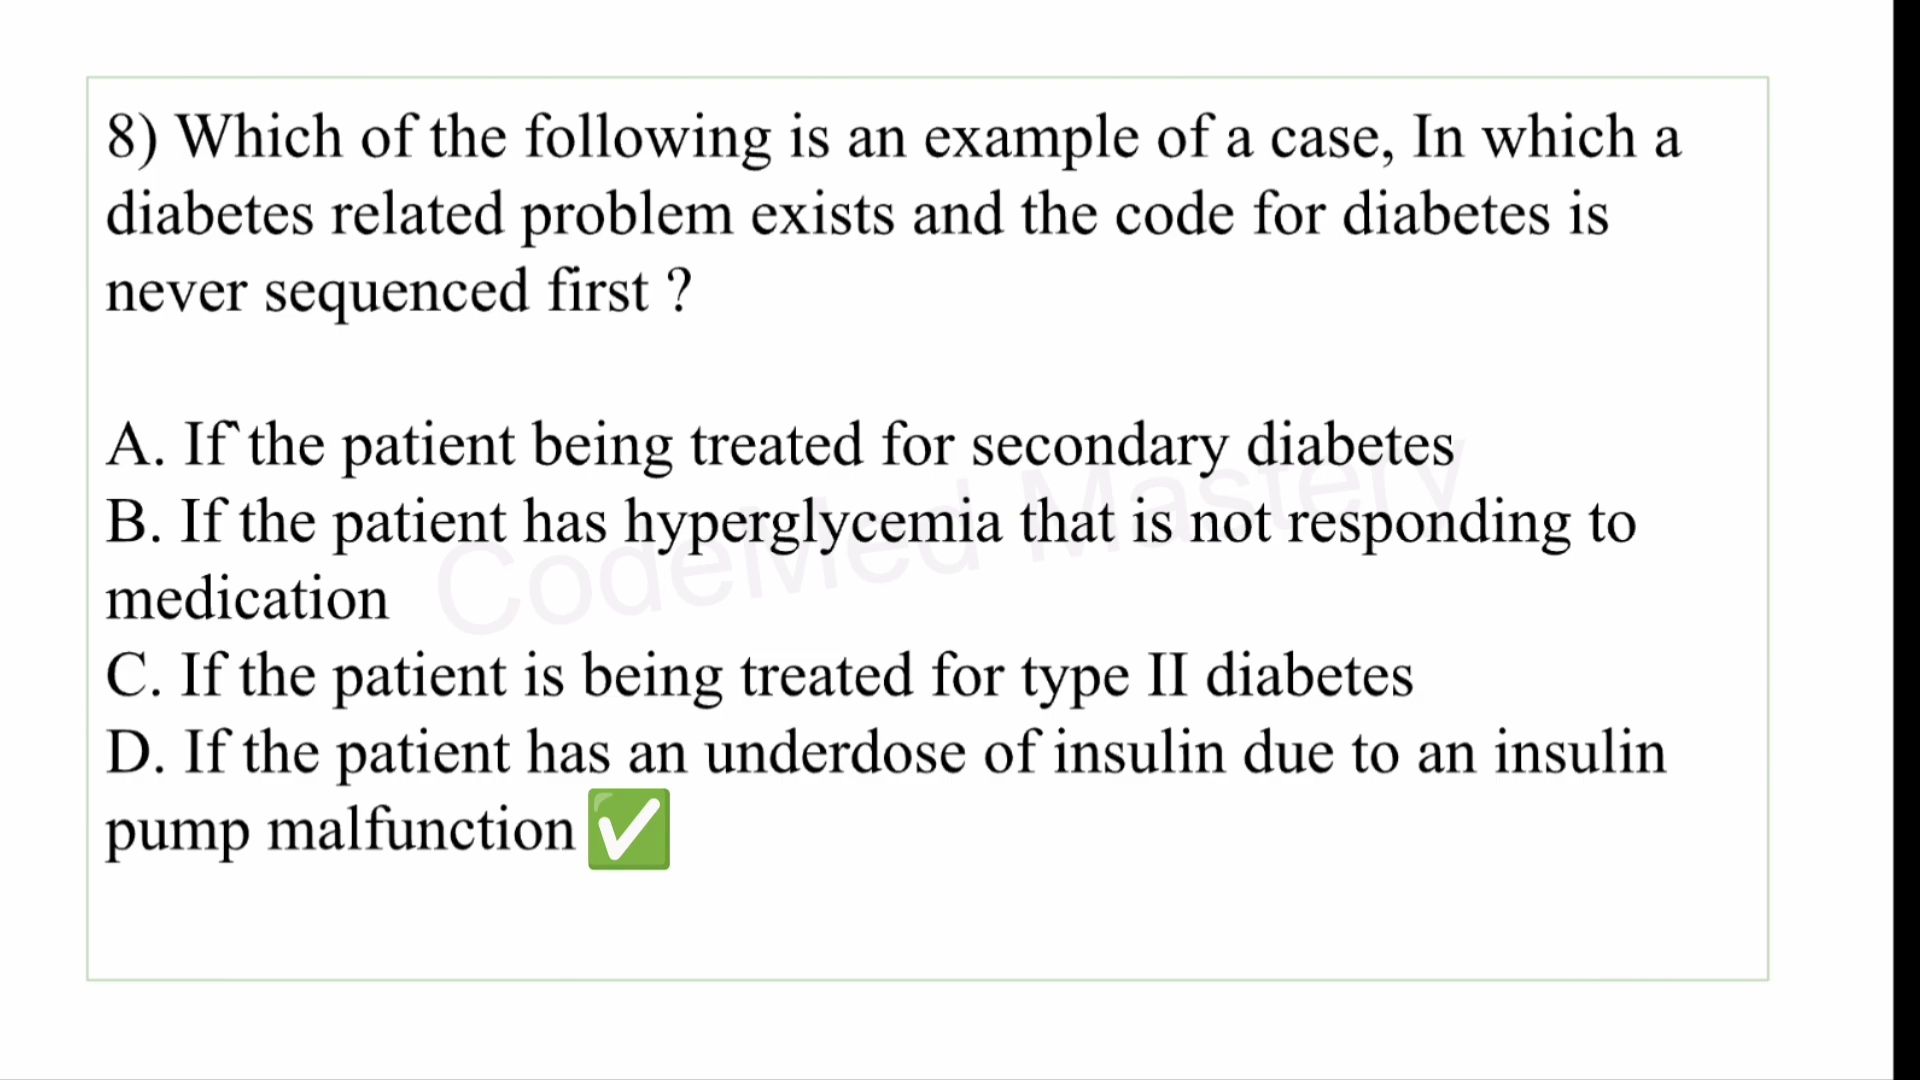 8) Which of the following is an example of a case, In which a
diabetes related problem exists and the code for diabetes is
never sequenced first ?
A. If the patient being treated for secondary diabetes
B. If the patient has hyperglycemia that is not responding to
medication
C. If the patient is being treated for type II diabetes
D. If the patient has an underdose of insulin due to an insulin
pump malfunction ✅
CodeMed Mastery